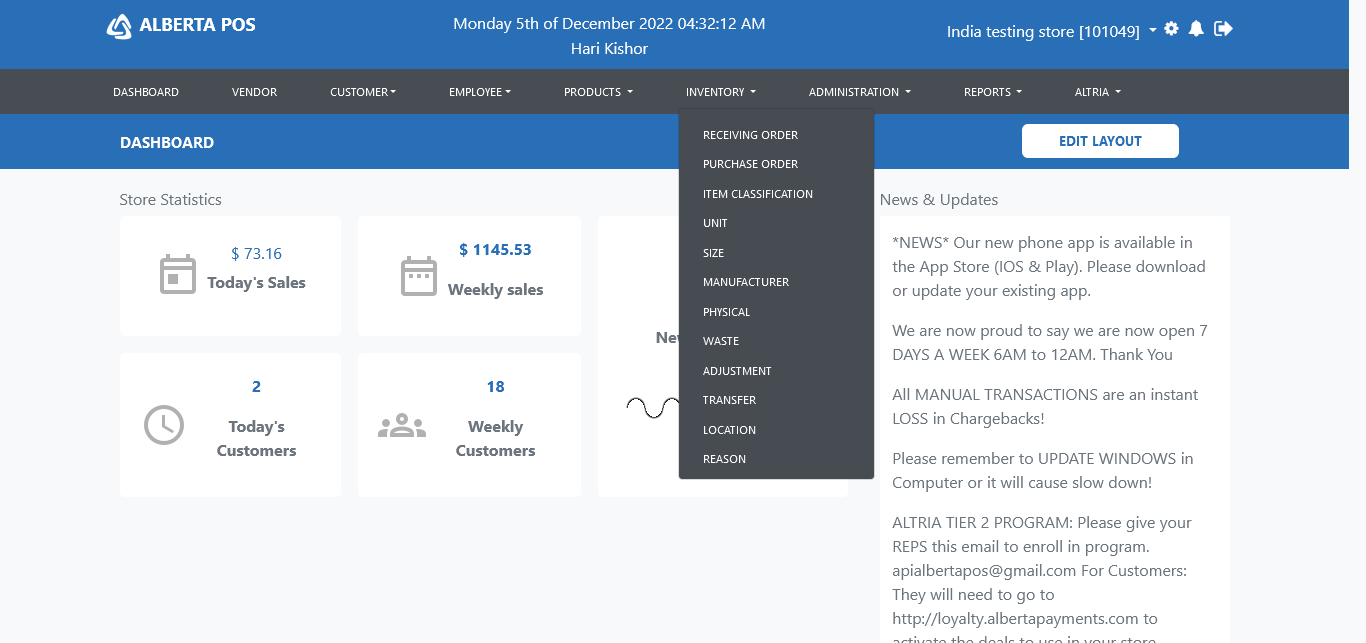 ALBERTA POS
Monday 5th of December 2022 04:32:12 AM
Hari Kishor
India testing store [101049]
DASHBOARD
VENDOR
CUSTOMER
EMPLOYEE
PRODUCTS
INVENTORY
ADMINISTRATION
REPORTS
ALTRIA
DASHBOARD
EDIT LAYOUT
RECEIVING ORDER
PURCHASE ORDER
ITEM CLASSIFICATION
UNIT
SIZE
MANUFACTURER
PHYSICAL
WASTE
ADJUSTMENT
TRANSFER
LOCATION
REASON
Store Statistics
$ 73.16
Today's Sales
$ 1145.53
Weekly sales
2
Today's
Customers
18
Weekly
Customers
News & Updates
*NEWS* Our new phone app is available in
the App Store (IOS & Play). Please download
or update your existing app.
We are now proud to say we are now open 7
DAYS A WEEK 6AM to 12AM. Thank You
All MANUAL TRANSACTIONS are an instant
LOSS in Chargebacks!
Please remember to UPDATE WINDOWS in
Computer or it will cause slow down!
ALTRIA TIER 2 PROGRAM: Please give your
REPS this email to enroll in program.
apialbertapos@gmail.com For Customers:
They will need to go to
http://loyalty.albertapayments.com to
activate the deals to use in your store